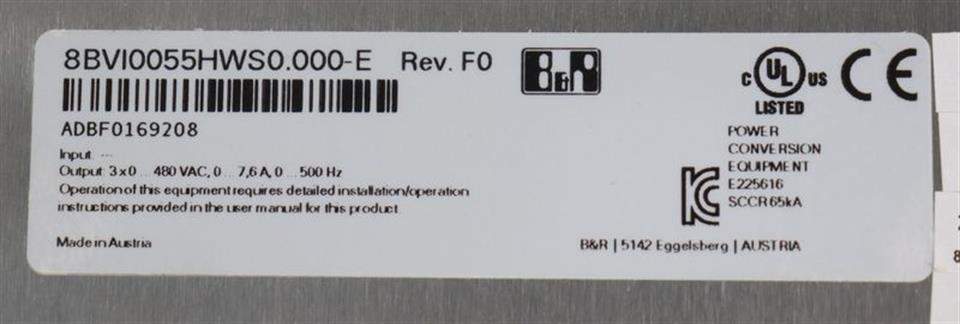 8BVI0055HWS0.000-E Rev. F0 B&R
ADBF0169208
Input: ---
Output: 3 x 0 ... 480 VAC, 0 ... 7,6 A, 0 ... 500 Hz
Operation of this equipment requires detailed installation/operation
instructions provided in the user manual for this product.
Made in Austria
C UL US CE
LISTED
POWER
CONVERSION
EQUIPMENT
E225616
SCCR 65kA
B&R | 5142 Eggelsberg | AUSTRIA
8